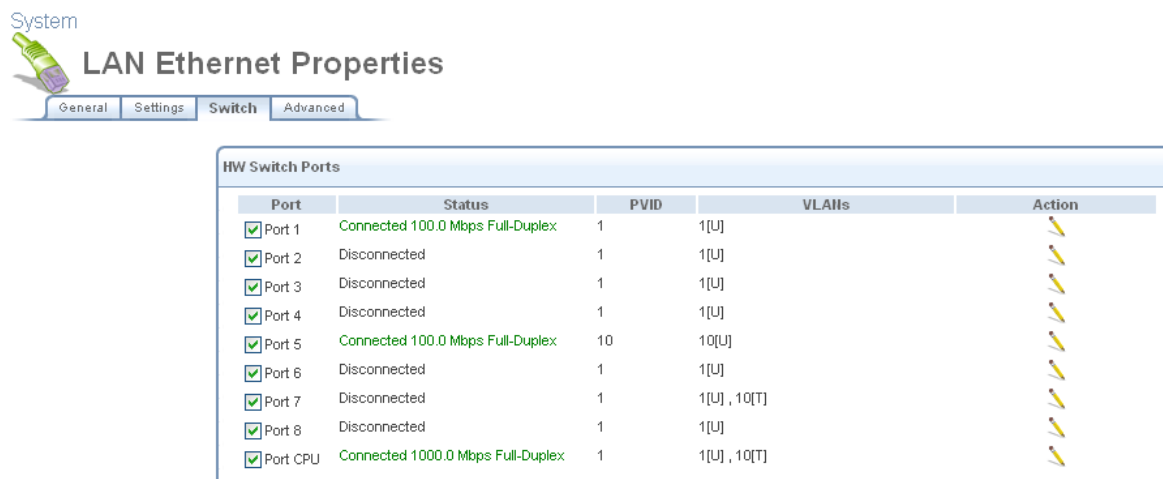 System
LAN Ethernet Properties
General Settings Switch Advanced
HW Switch Ports
Port Status PVID VLANs Action
Port 1 Connected 100.0 Mbps Full-Duplex 1 1[U]
Port 2 Disconnected 1 1[U]
Port 3 Disconnected 1 1[U]
Port 4 Disconnected 1 1[U]
Port 5 Connected 100.0 Mbps Full-Duplex 10 10[U]
Port 6 Disconnected 1 1[U]
Port 7 Disconnected 1 1[U] , 10[T]
Port 8 Disconnected 1 1[U]
Port CPU Connected 1000.0 Mbps Full-Duplex 1 1[U] , 10[T]